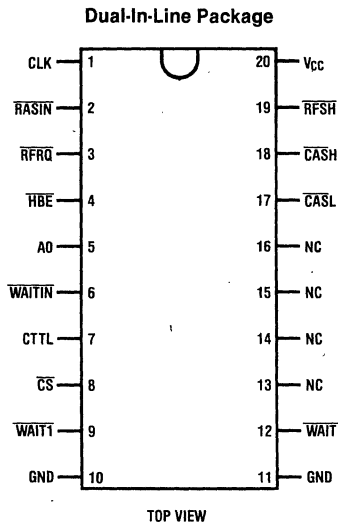 Dual-In-Line Package
CLK 1 20 VCC
RASIN 2 19 RFSH
RFRQ 3 18 CASH
HBE 4 17 CASL
A0 5 16 NC
WAITIN 6 15 NC
CTTL 7 14 NC
CS 8 13 NC
WAIT1 9 12 WAIT
GND 10 11 GND
TOP VIEW